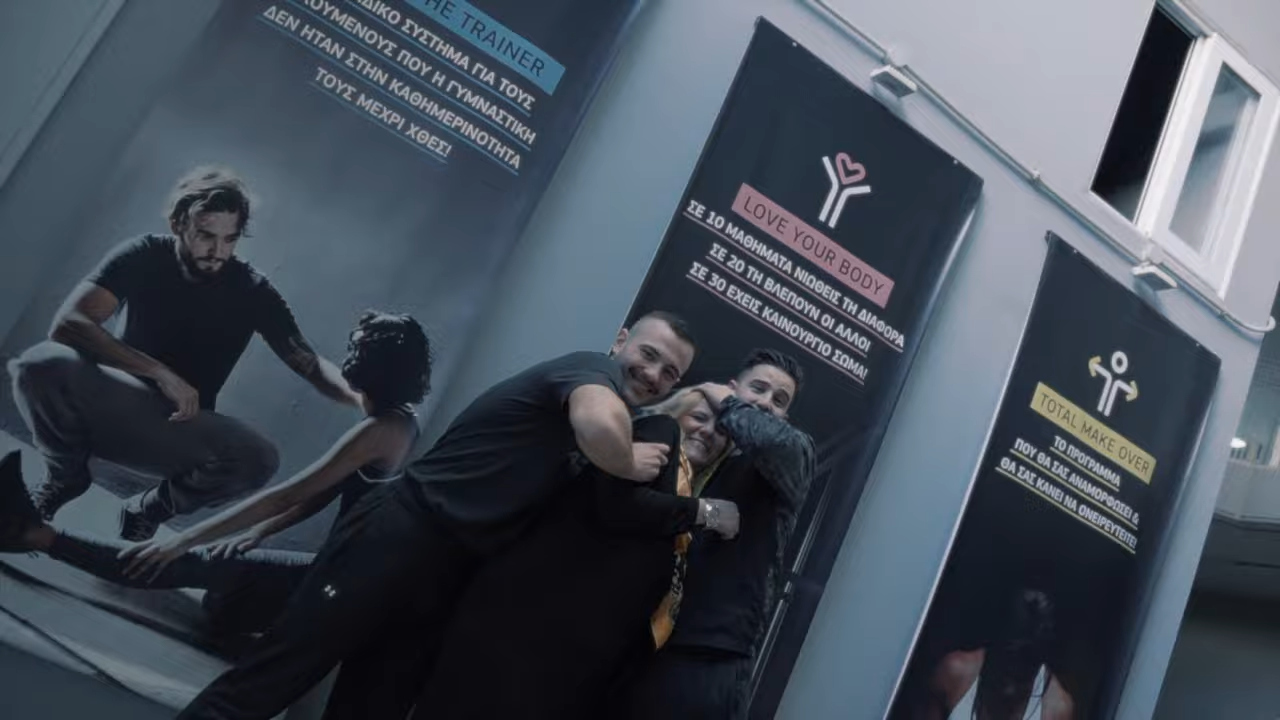 THE TRAINER
ΣΥΣΤΗΜΑ ΓΙΑ ΤΟΥΣ
ΠΟΥ Η ΓΥΜΝΑΣΤΙΚΗ
ΔΕΝ ΗΤΑΝ ΣΤΗΝ ΚΑΘΗΜΕΡΙΝΟΤΗΤΑ
ΤΟΥΣ ΜΕΧΡΙ ΧΘΕΣ!
LOVE YOUR BODY
ΣΕ 10 ΜΑΘΗΜΑΤΑ ΝΙΩΘΕΙΣ ΤΗ ΔΙΑΦΟΡΑ
ΣΕ 20 ΤΗ ΒΛΕΠΟΥΝ ΟΙ ΑΛΛΟΙ
ΣΕ 30 ΕΧΕΙΣ ΚΑΙΝΟΥΡΓΙΟ ΣΩΜΑ!
TOTAL MAKE OVER
ΤΟ ΠΡΟΓΡΑΜΜΑ
ΠΟΥ ΘΑ ΣΑΣ ΑΝΑΜΟΡΦΩΣΕΙ &
ΘΑ ΣΑΣ ΚΑΝΕΙ ΝΑ ΟΝΕΙΡΕΥΤΕΙΤΕ!